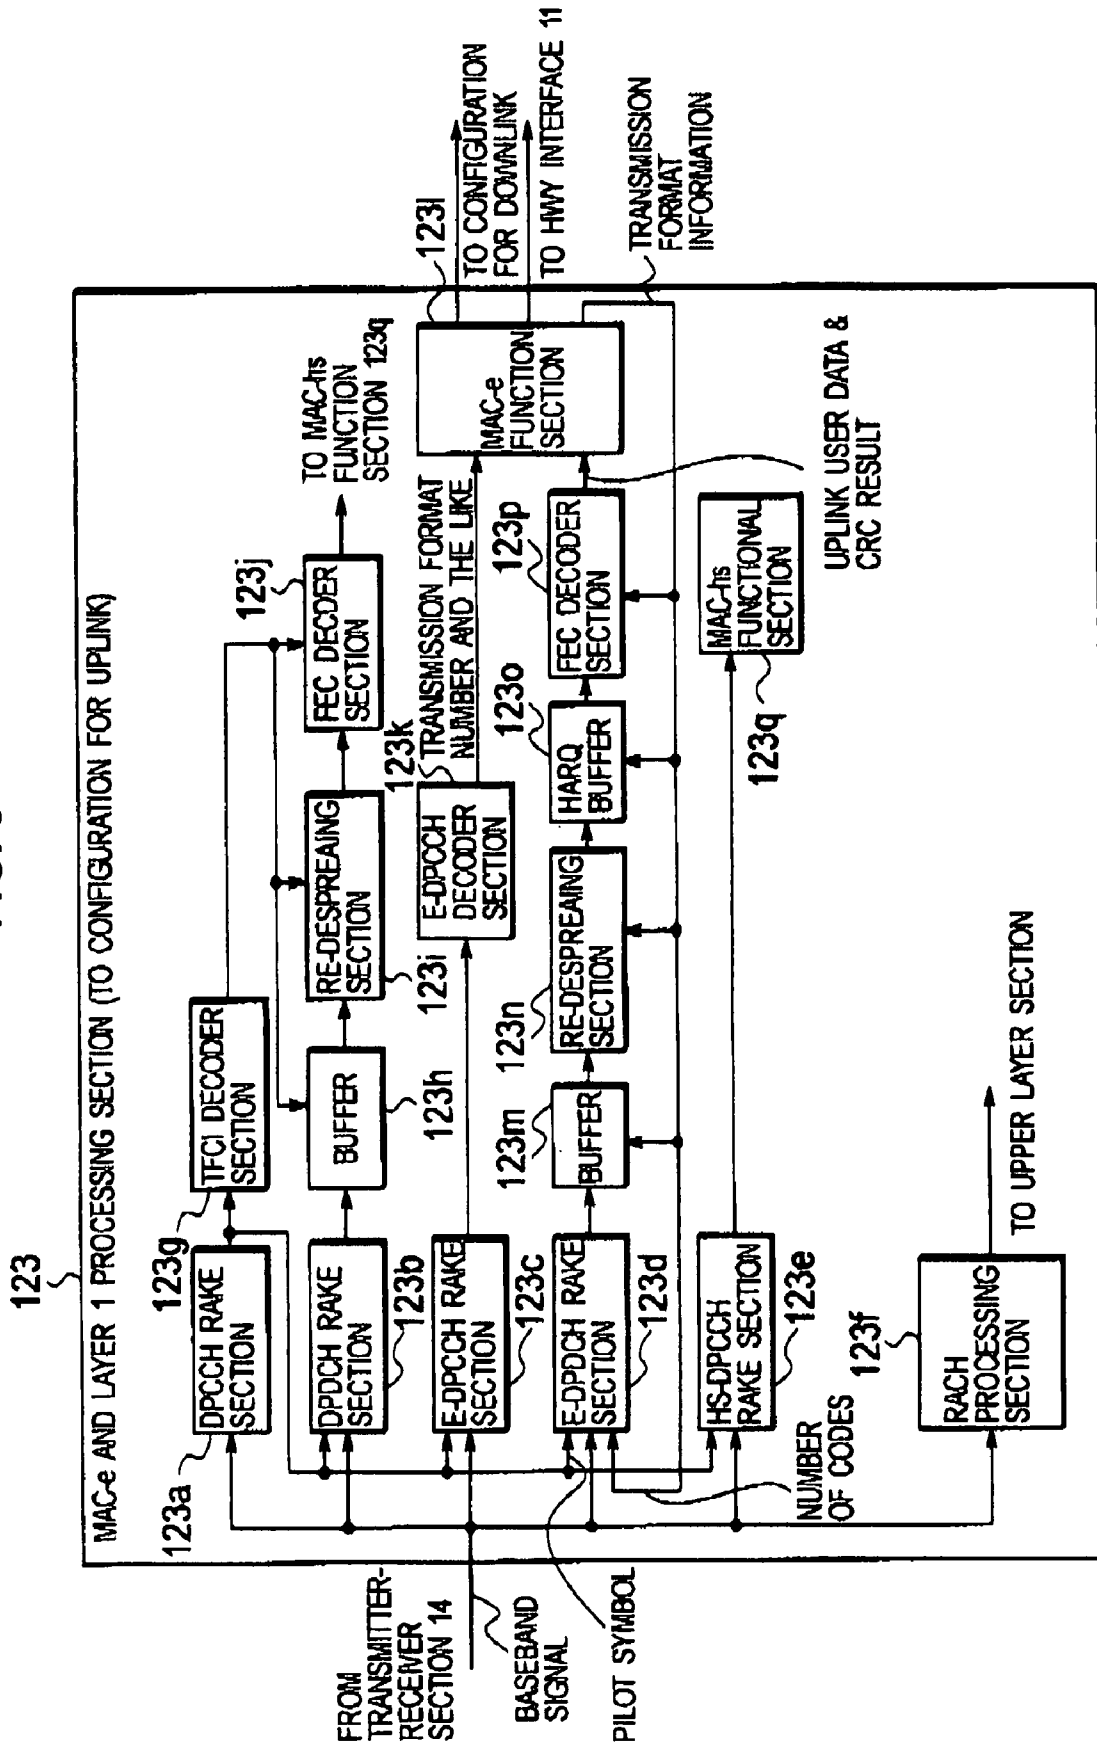 123
MAC-e AND LAYER 1 PROCESSING SECTION (TO CONFIGURATION FOR UPLINK)
FROM
TRANSMITTER-
RECEIVER
SECTION 14
BASEBAND
SIGNAL
PILOT SYMBOL
123a
DPCCH RAKE
SECTION
123g
TFCI DECODER
SECTION
DPDCH RAKE
SECTION
123b
BUFFER
123h
RE-DESPREAING
SECTION
123i
FEC DECDER
SECTION
123j
TO MAC-hs
FUNCTION
SECTION 123q
E-DPCCH RAKE
SECTION
123c
E-DPCCH
DECODER
SECTION
123k
TRANSMISSION FORMAT
NUMBER AND THE LIKE
MAC-e
FUNCTION
SECTION
123l
TO CONFIGURATION
FOR DOWNLINK
TO HWY INTERFACE 11
TRANSMISSION
FORMAT
INFORMATION
E-DPDCH RAKE
SECTION
123d
123m
BUFFER
123n
RE-DESPREAING
SECTION
123o
HARQ
BUFFER
123p
FEC DECODER
SECTION
UPLINK USER DATA &
CRC RESULT
HS-DPCCH
RAKE SECTION
123e
MAC-hs
FUNCTIONAL
SECTION
123q
NUMBER
OF CODES
123f
RACH
PROCESSING
SECTION
TO UPPER LAYER SECTION